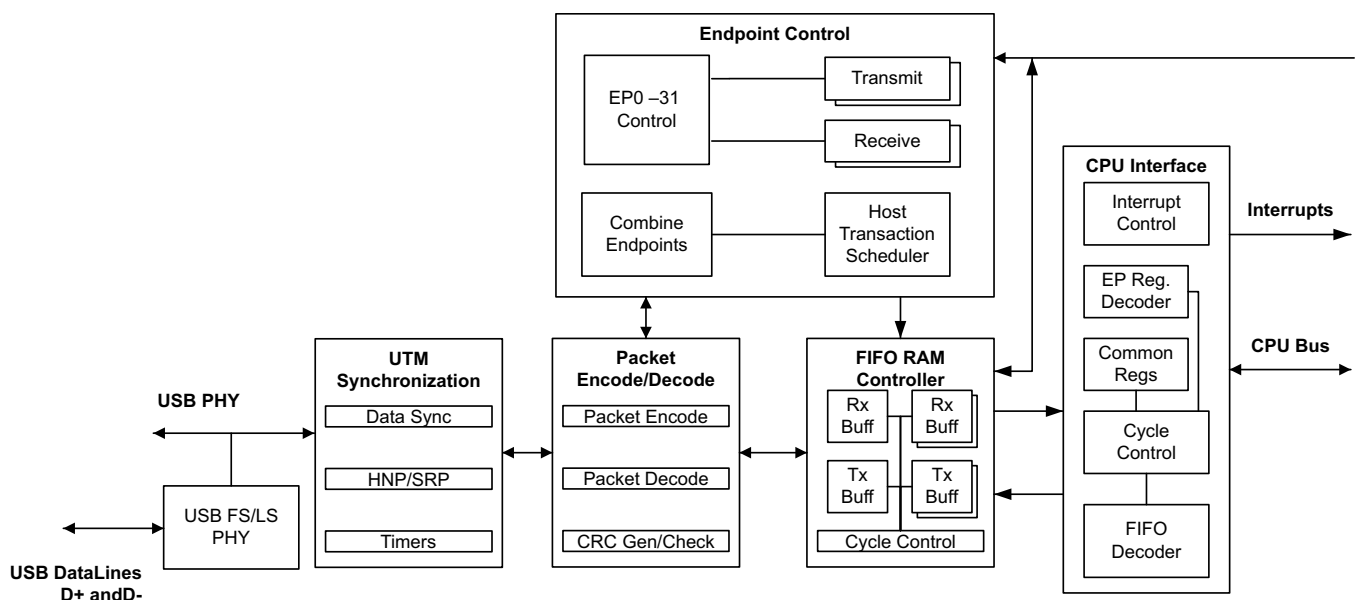 Endpoint Control
EP0 –31
Control
Transmit
Receive
Combine
Endpoints
Host
Transaction
Scheduler
CPU Interface
Interrupt
Control
EP Reg.
Decoder
Common
Regs
Cycle
Control
FIFO
Decoder
Interrupts
CPU Bus
UTM
Synchronization
Data Sync
HNP/SRP
Timers
Packet
Encode/Decode
Packet Encode
Packet Decode
CRC Gen/Check
FIFO RAM
Controller
Rx
Buff
Rx
Buff
Tx
Buff
Tx
Buff
Cycle Control
USB PHY
USB FS/LS
PHY
USB DataLines
D+ andD-